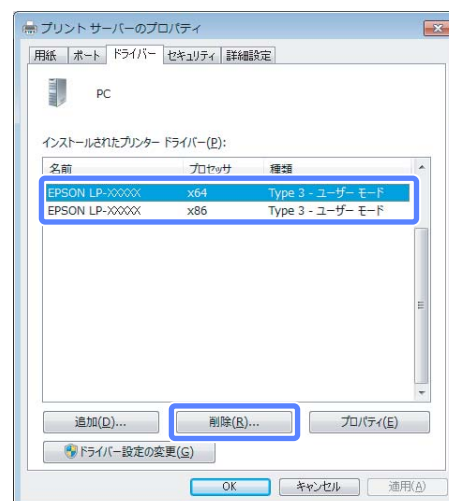 プリント サーバーのプロパティ
用紙 ポート ドライバー セキュリティ 詳細設定
PC
インストールされたプリンター ドライバー(P):
名前 プロセッサ 種類
EPSON LP-XXXXX x64 Type 3 - ユーザー モード
EPSON LP-XXXXX x86 Type 3 - ユーザー モード
追加(D)... 削除(R)... プロパティ(E)
ドライバー設定の変更(G)
OK キャンセル 適用(A)